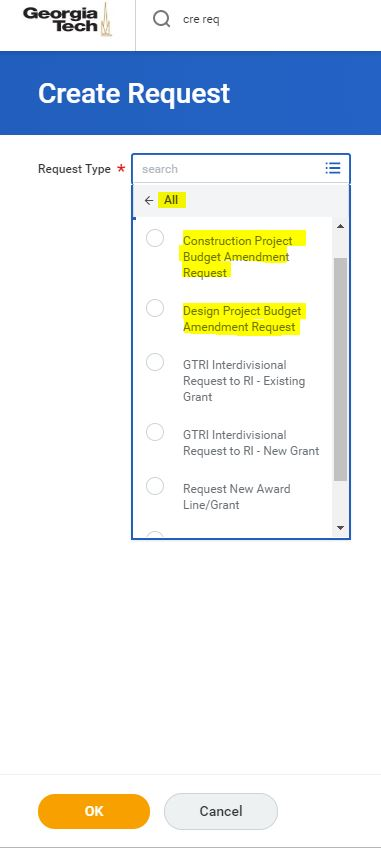 Georgia
Tech
cre req
Create Request
Request Type *
search
All
Construction Project
Budget Amendment
Request
Design Project Budget
Amendment Request
GTRI Interdivisional
Request to RI - Existing
Grant
GTRI Interdivisional
Request to RI - New Grant
Request New Award
Line/Grant
OK
Cancel